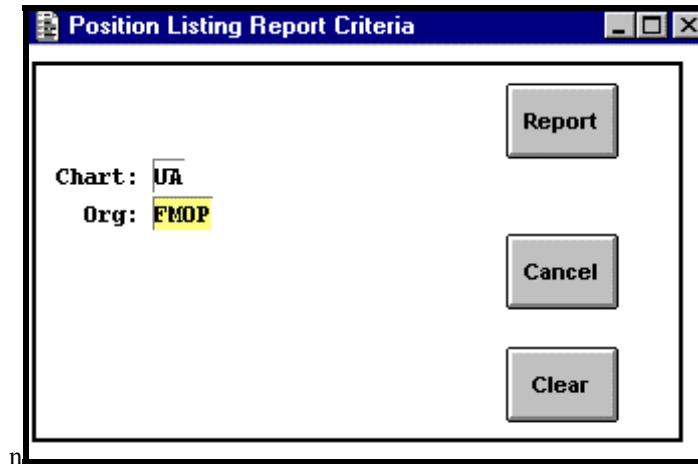 Position Listing Report Criteria
Report
Chart: UA
Org: FMOP
Cancel
Clear
n